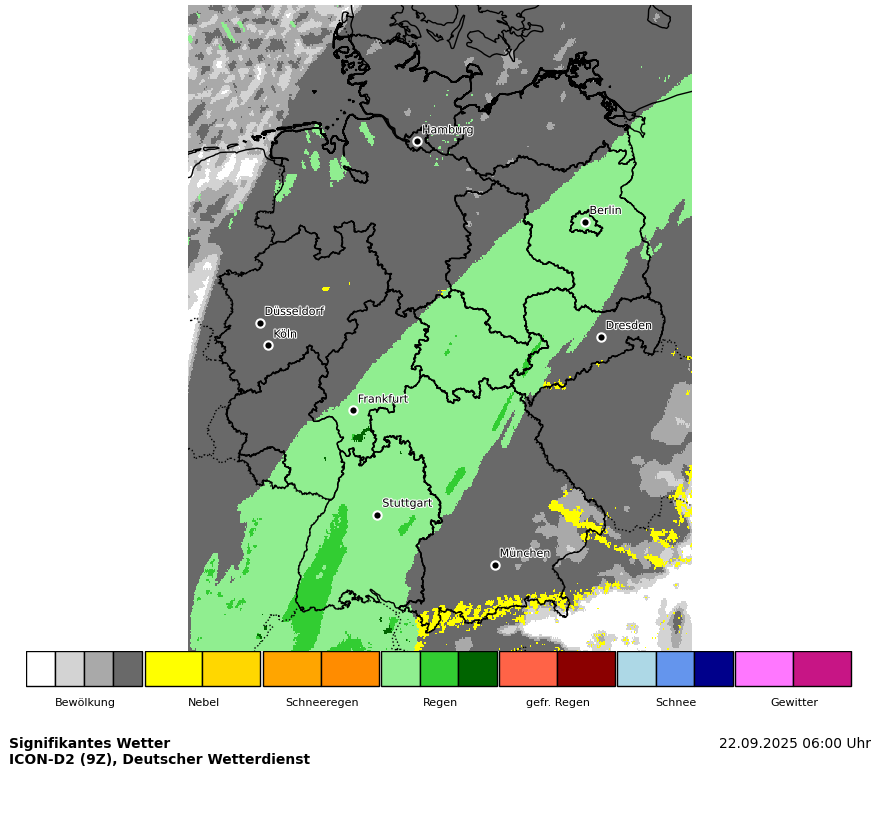 Hamburg
Berlin
Düsseldorf
Köln
Dresden
Frankfurt
Stuttgart
München
Bewölkung Nebel Schneeregen Regen gefr. Regen Schnee Gewitter
Signifikantes Wetter 22.09.2025 06:00 Uhr
ICON-D2 (9Z), Deutscher Wetterdienst